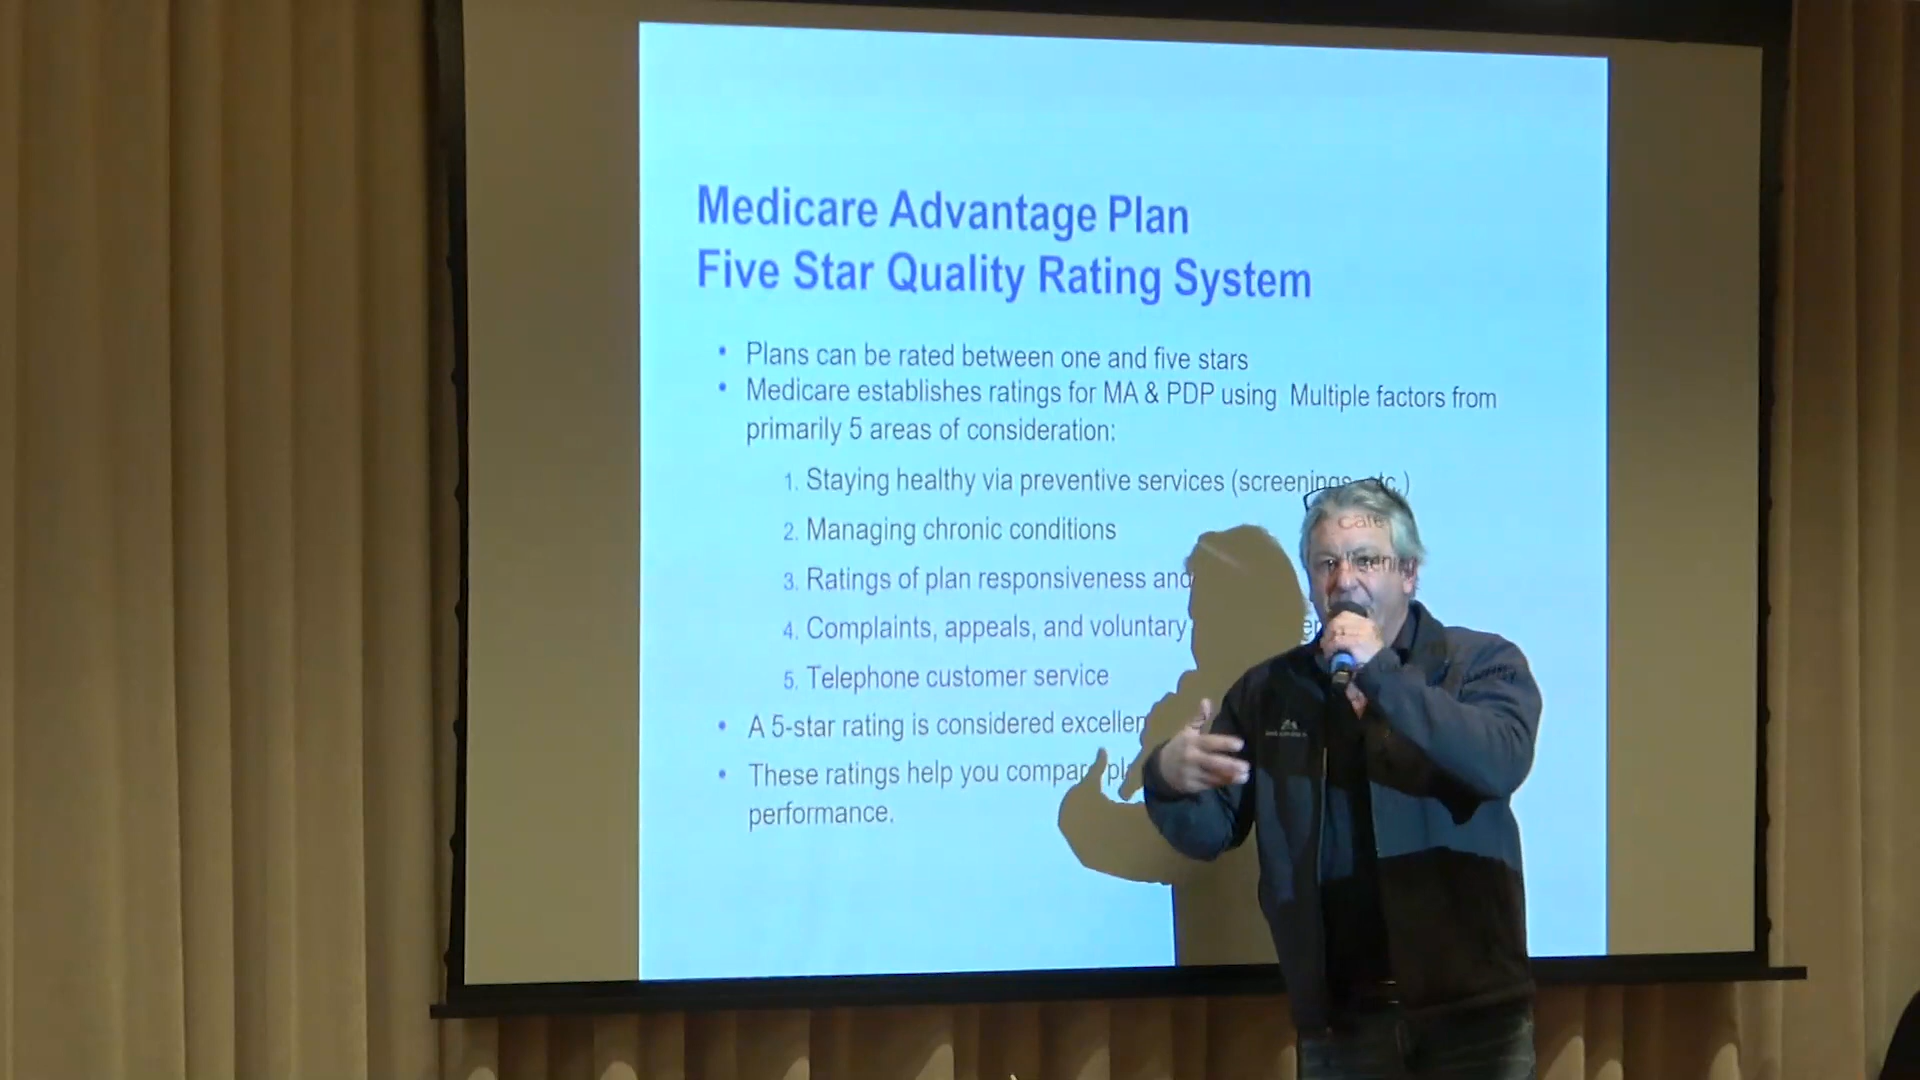 Medicare Advantage Plan
Five Star Quality Rating System
• Plans can be rated between one and five stars
• Medicare establishes ratings for MA & PDP using Multiple factors from
primarily 5 areas of consideration:
1. Staying healthy via preventive services (screenings etc.)
2. Managing chronic conditions
Care
3. Ratings of plan responsiveness and
4. Complaints, appeals, and voluntary
5. Telephone customer service
• A 5-star rating is considered
• These ratings help you compare
performance.